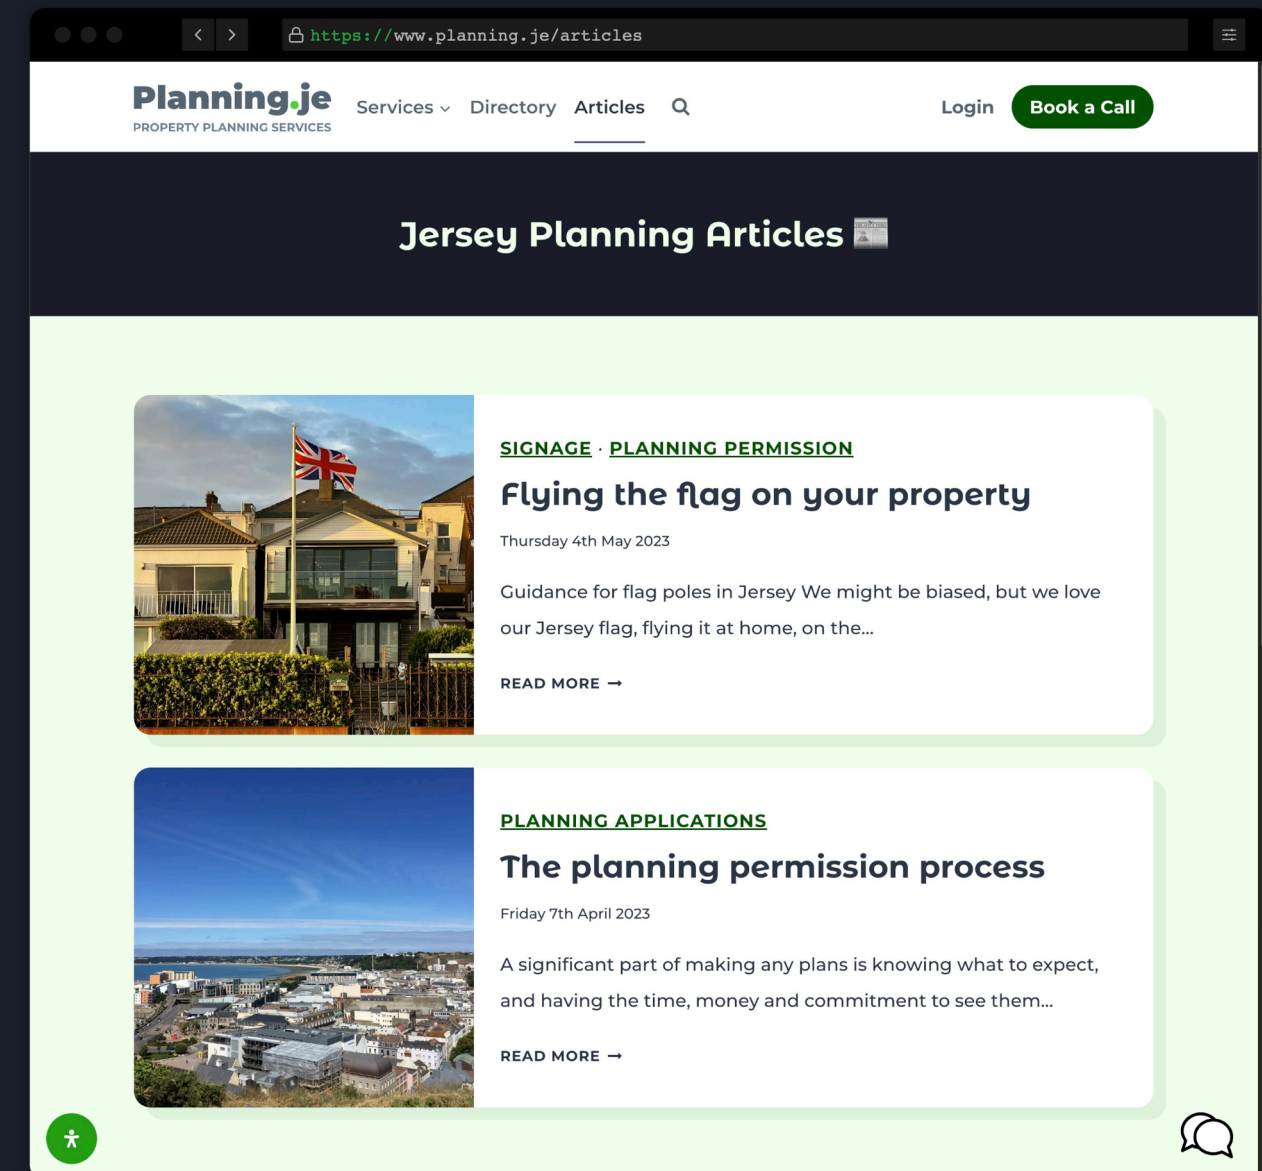 https://www.planning.je/articles
Planning.je
PROPERTY PLANNING SERVICES
Services
Directory
Articles
Login
Book a Call
Jersey Planning Articles
SIGNAGE · PLANNING PERMISSION
Flying the flag on your property
Thursday 4th May 2023
Guidance for flag poles in Jersey We might be biased, but we love
our Jersey flag, flying it at home, on the...
READ MORE →
PLANNING APPLICATIONS
The planning permission process
Friday 7th April 2023
A significant part of making any plans is knowing what to expect,
and having the time, money and commitment to see them...
READ MORE →